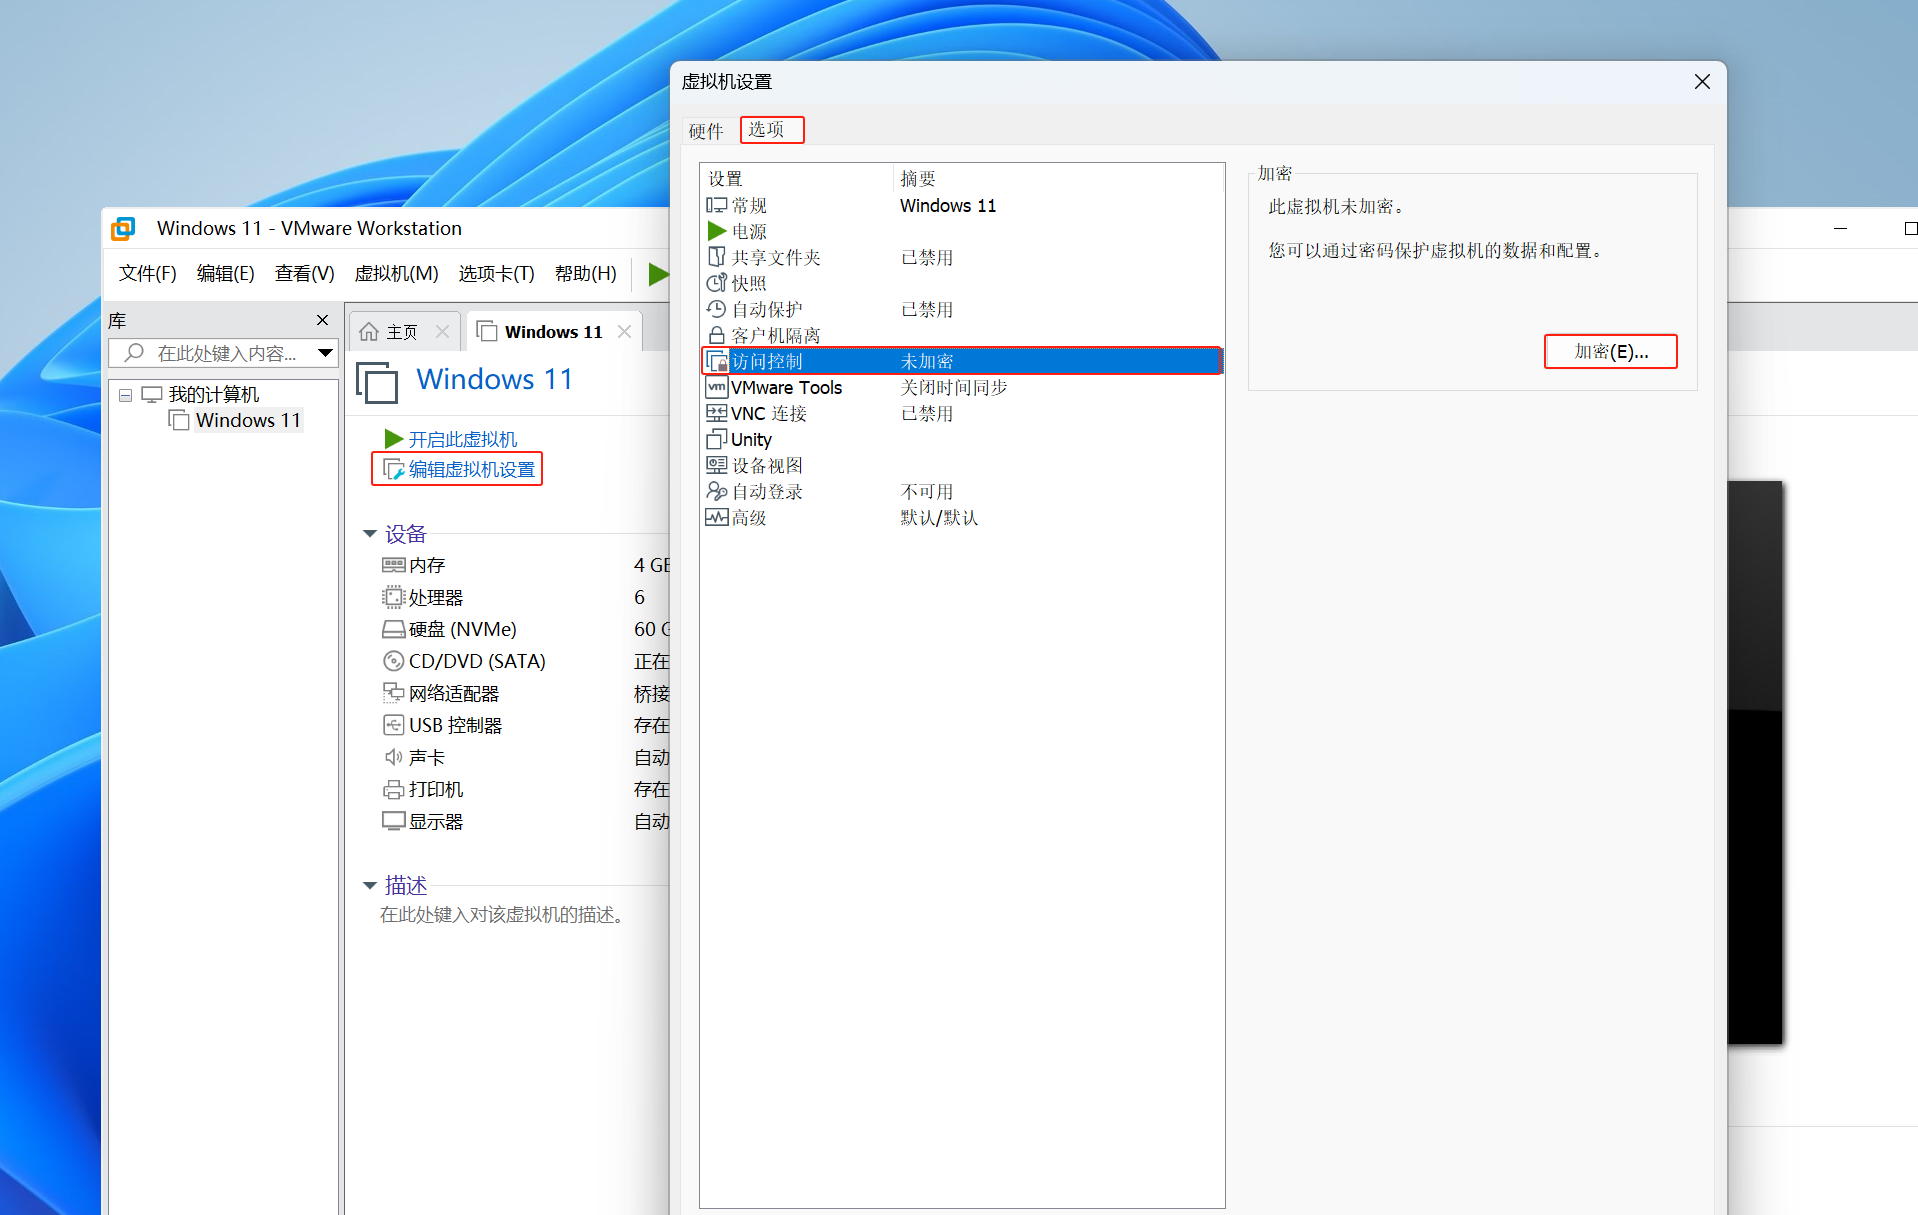 虚拟机设置
硬件
选项
设置 摘要
常规 Windows 11
电源
共享文件夹 已禁用
快照
自动保护 已禁用
客户机隔离
访问控制 未加密
VMware Tools 关闭时间同步
VNC 连接 已禁用
Unity
设备视图
自动登录 不可用
高级 默认/默认
加密
此虚拟机未加密。
您可以通过密码保护虚拟机的数据和配置。
加密(E)...
Windows 11 - VMware Workstation
文件(F) 编辑(E) 查看(V) 虚拟机(M) 选项卡(T) 帮助(H)
库
在此处键入内容...
我的计算机
Windows 11
主页
Windows 11
Windows 11
开启此虚拟机
编辑虚拟机设置
设备
内存 4 GB
处理器 6
硬盘 (NVMe) 60 G
CD/DVD (SATA) 正在
网络适配器 桥接
USB 控制器 存在
声卡 自动
打印机 存在
显示器 自动
描述
在此处键入对该虚拟机的描述。
vm